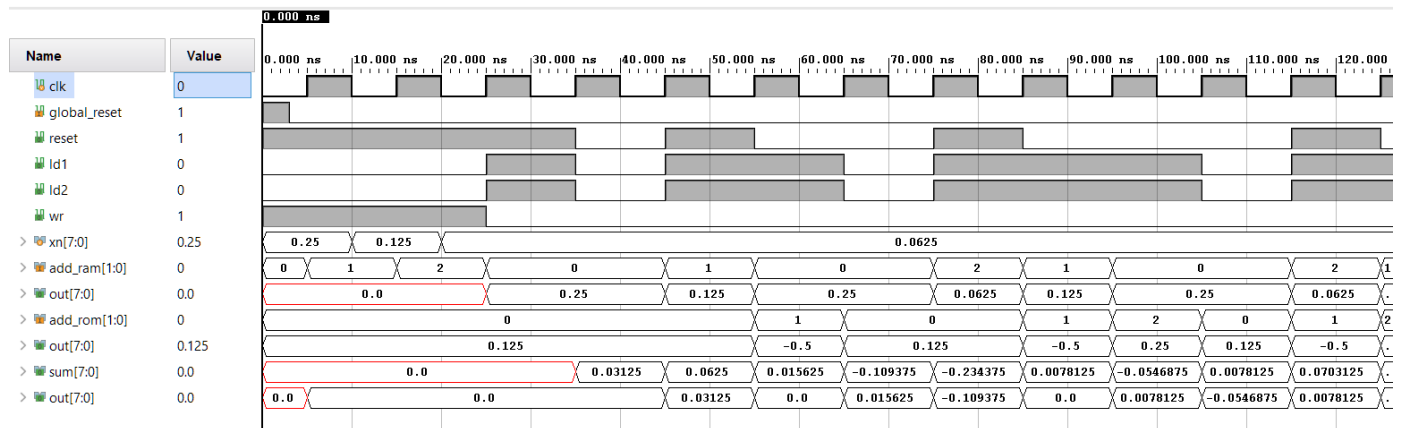 0.000 ns
Name Value
0.000 ns 10.000 ns 20.000 ns 30.000 ns 40.000 ns 50.000 ns 60.000 ns 70.000 ns 80.000 ns 90.000 ns 100.000 ns 110.000 ns 120.000
clk 0
global_reset 1
reset 1
ld1 0
ld2 0
wr 1
xn[7:0] 0.25 0.25 0.125 0.0625
add_ram[1:0] 0 0 1 2 0 1 0 2 1 0 2 1
out[7:0] 0.0 0.0 0.25 0.125 0.25 0.0625 0.125 0.25 0.0625 .
add_rom[1:0] 0 0 1 0 1 2 0 1 2
out[7:0] 0.125 0.125 -0.5 0.125 -0.5 0.25 0.125 -0.5 .
sum[7:0] 0.0 0.0 0.03125 0.0625 0.015625 -0.109375 -0.234375 0.0078125 -0.0546875 0.0078125 0.0703125 .
out[7:0] 0.0 0.0 0.0 0.03125 0.0 0.015625 -0.109375 0.0 0.0078125 -0.0546875 0.0078125 .